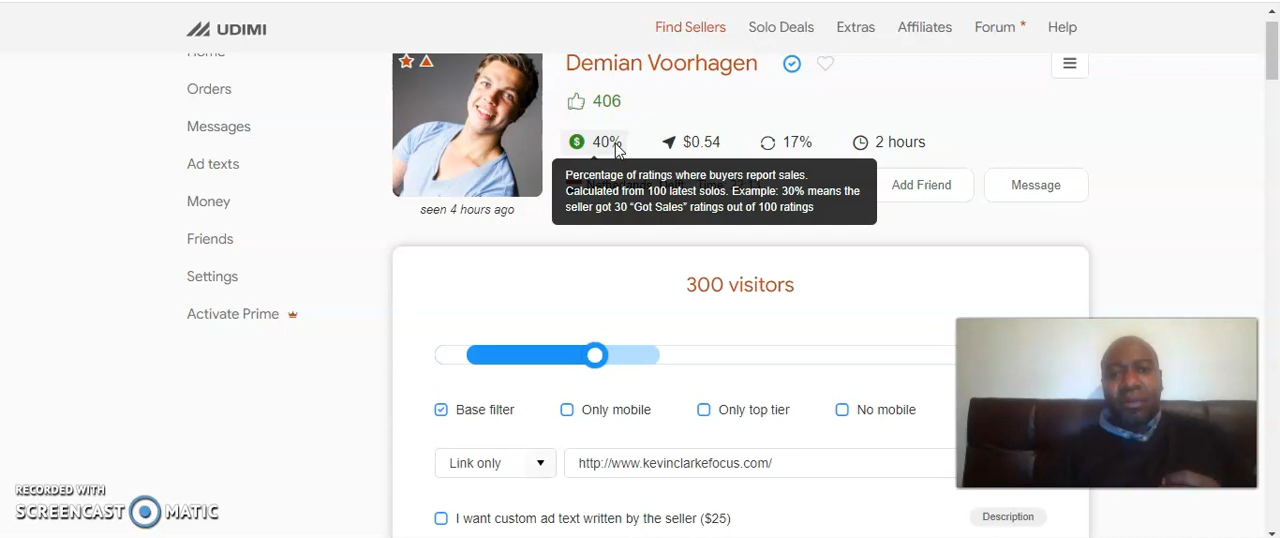 UDIMI
Find Sellers
Solo Deals
Extras
Affiliates
Forum *
Help
Home
Orders
Messages
Ad texts
Money
Friends
Settings
Activate Prime
Demian Voorhagen
406
40%
$0.54
17%
2 hours
Percentage of ratings where buyers report sales.
Calculated from 100 latest solos. Example: 30% means the
seller got 30 "Got Sales" ratings out of 100 ratings
Add Friend
Message
seen 4 hours ago
300 visitors
Base filter
Only mobile
Only top tier
No mobile
Link only
http://www.kevinclarkefocus.com/
I want custom ad text written by the seller ($25)
Description
RECORDED WITH
SCREENCAST MATIC